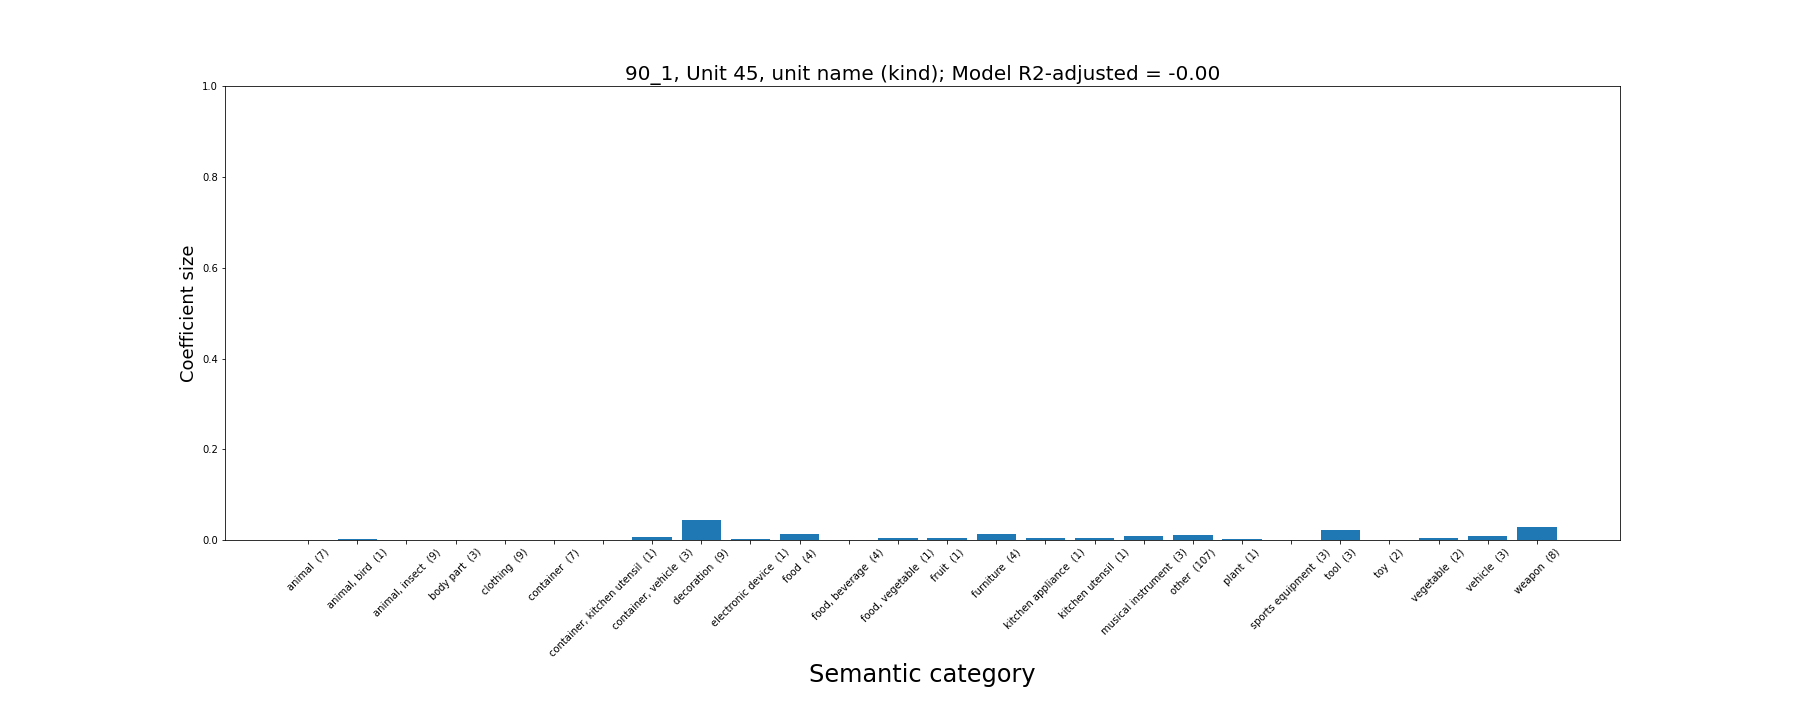 90_1, Unit 45, unit name (kind); Model R2-adjusted = -0.00
1.0
0.8
0.6
0.4
0.2
0.0
Coefficient size
animal (7)
animal, bird (1)
animal, insect (9)
body part (3)
clothing (9)
container (7)
container, kitchen utensil (1)
container, vehicle (3)
decoration (9)
electronic device (1)
food (4)
food, beverage (4)
food, vegetable (1)
fruit (1)
furniture (4)
kitchen appliance (1)
kitchen utensil (1)
musical instrument (3)
other (107)
plant (1)
sports equipment (3)
tool (3)
toy (2)
vegetable (2)
vehicle (3)
weapon (8)
Semantic category